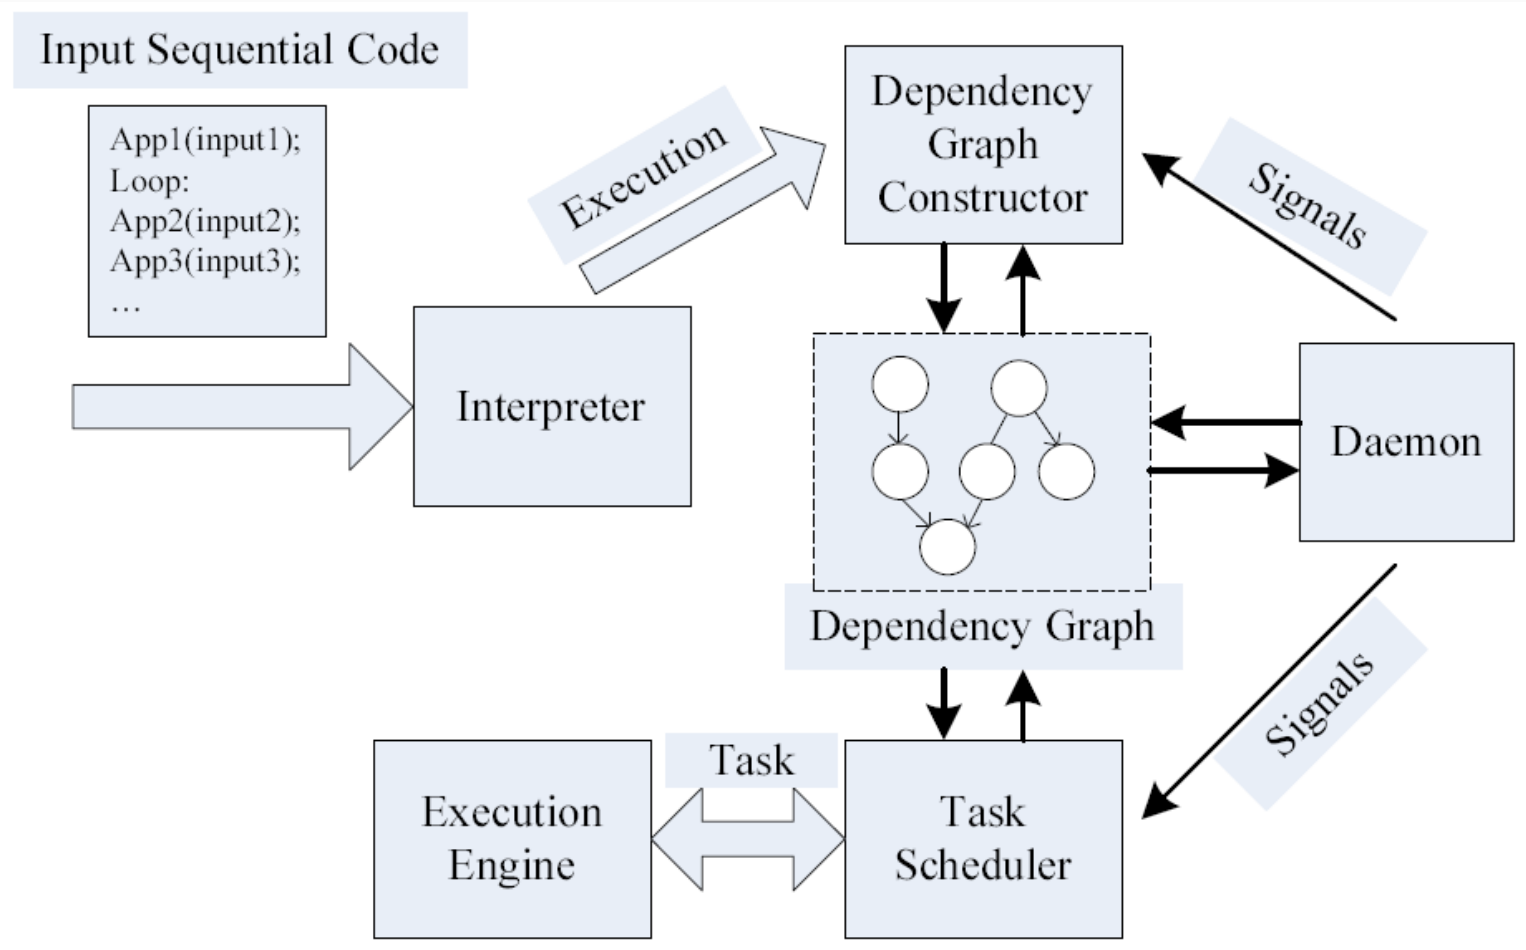 Input Sequential Code
App1(input1);
Loop:
App2(input2);
App3(input3);
…
Execution
Dependency
Graph
Constructor
Signals
Interpreter
Daemon
Dependency Graph
Signals
Task
Execution
Engine
Task
Scheduler